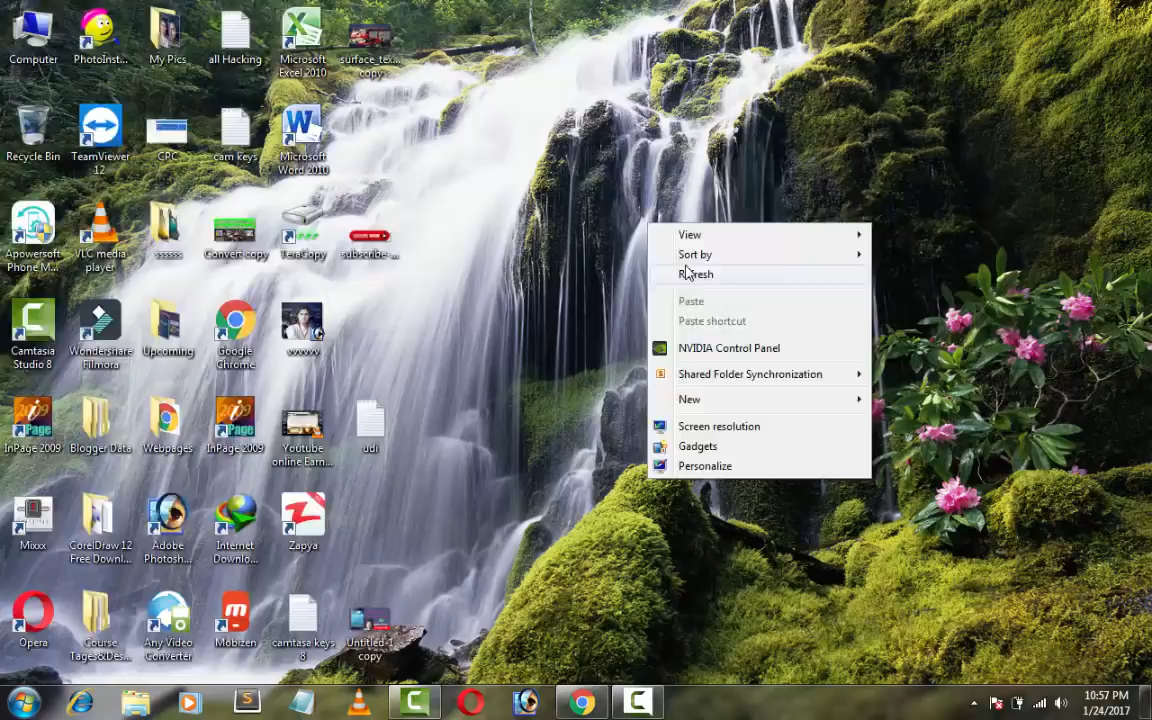 Computer
PhotoInst...
My Pics
all Hacking
Microsoft
Excel 2010
surface_tex...
copy
Recycle Bin
TeamViewer
12
CPC
cam keys
Microsoft
Word 2010
Apowersoft
Phone M...
VLC media
player
ssssss
Convert copy
TeraCopy
subscribe-...
Camtasia
Studio 8
Wondershare
Filmora
Upcoming
Google
Chrome
vvvvvv
InPage 2009
Blogger Data
Webpages
InPage 2009
Youtube
online Earn...
udi
Mixxx
CorelDraw 12
Free Downl...
Adobe
Photosh...
Internet
Downlo...
Zapya
Opera
Course
Tages&Des...
Any Video
Converter
Mobizen
camtasa keys
8
Untitled-1
copy
View
Sort by
Refresh
Paste
Paste shortcut
NVIDIA Control Panel
Shared Folder Synchronization
New
Screen resolution
Gadgets
Personalize
10:57 PM
1/24/2017